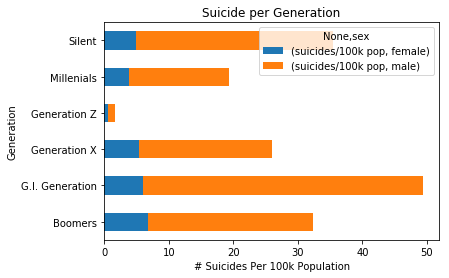 Suicide per Generation
None,sex
(suicides/100k pop, female)
(suicides/100k pop, male)
Generation
Silent
Millenials
Generation Z
Generation X
G.I. Generation
Boomers
0 10 20 30 40 50
# Suicides Per 100k Population